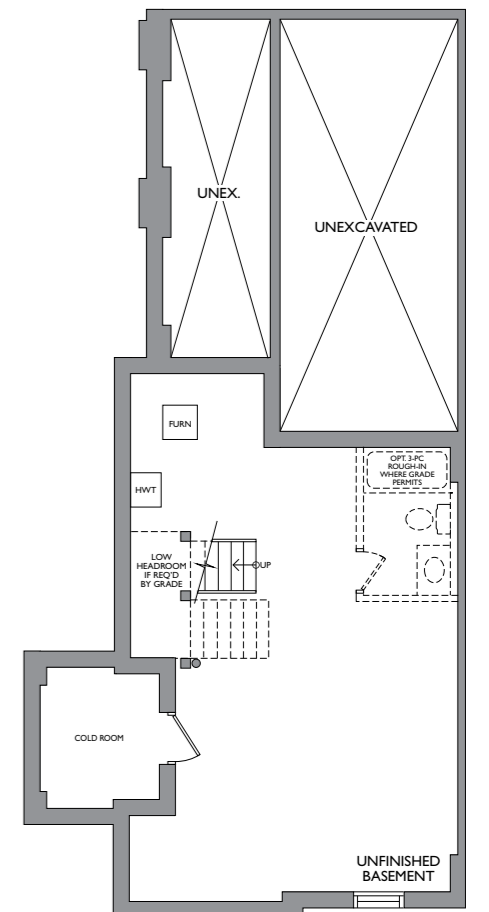 UNEX.
UNEXCAVATED
FURN
OPT. 3-PC
ROUGH-IN
WHERE GRADE
PERMITS
HWT
LOW
HEADROOM
IF REQ'D
BY GRADE
UP
COLD ROOM
UNFINISHED
BASEMENT